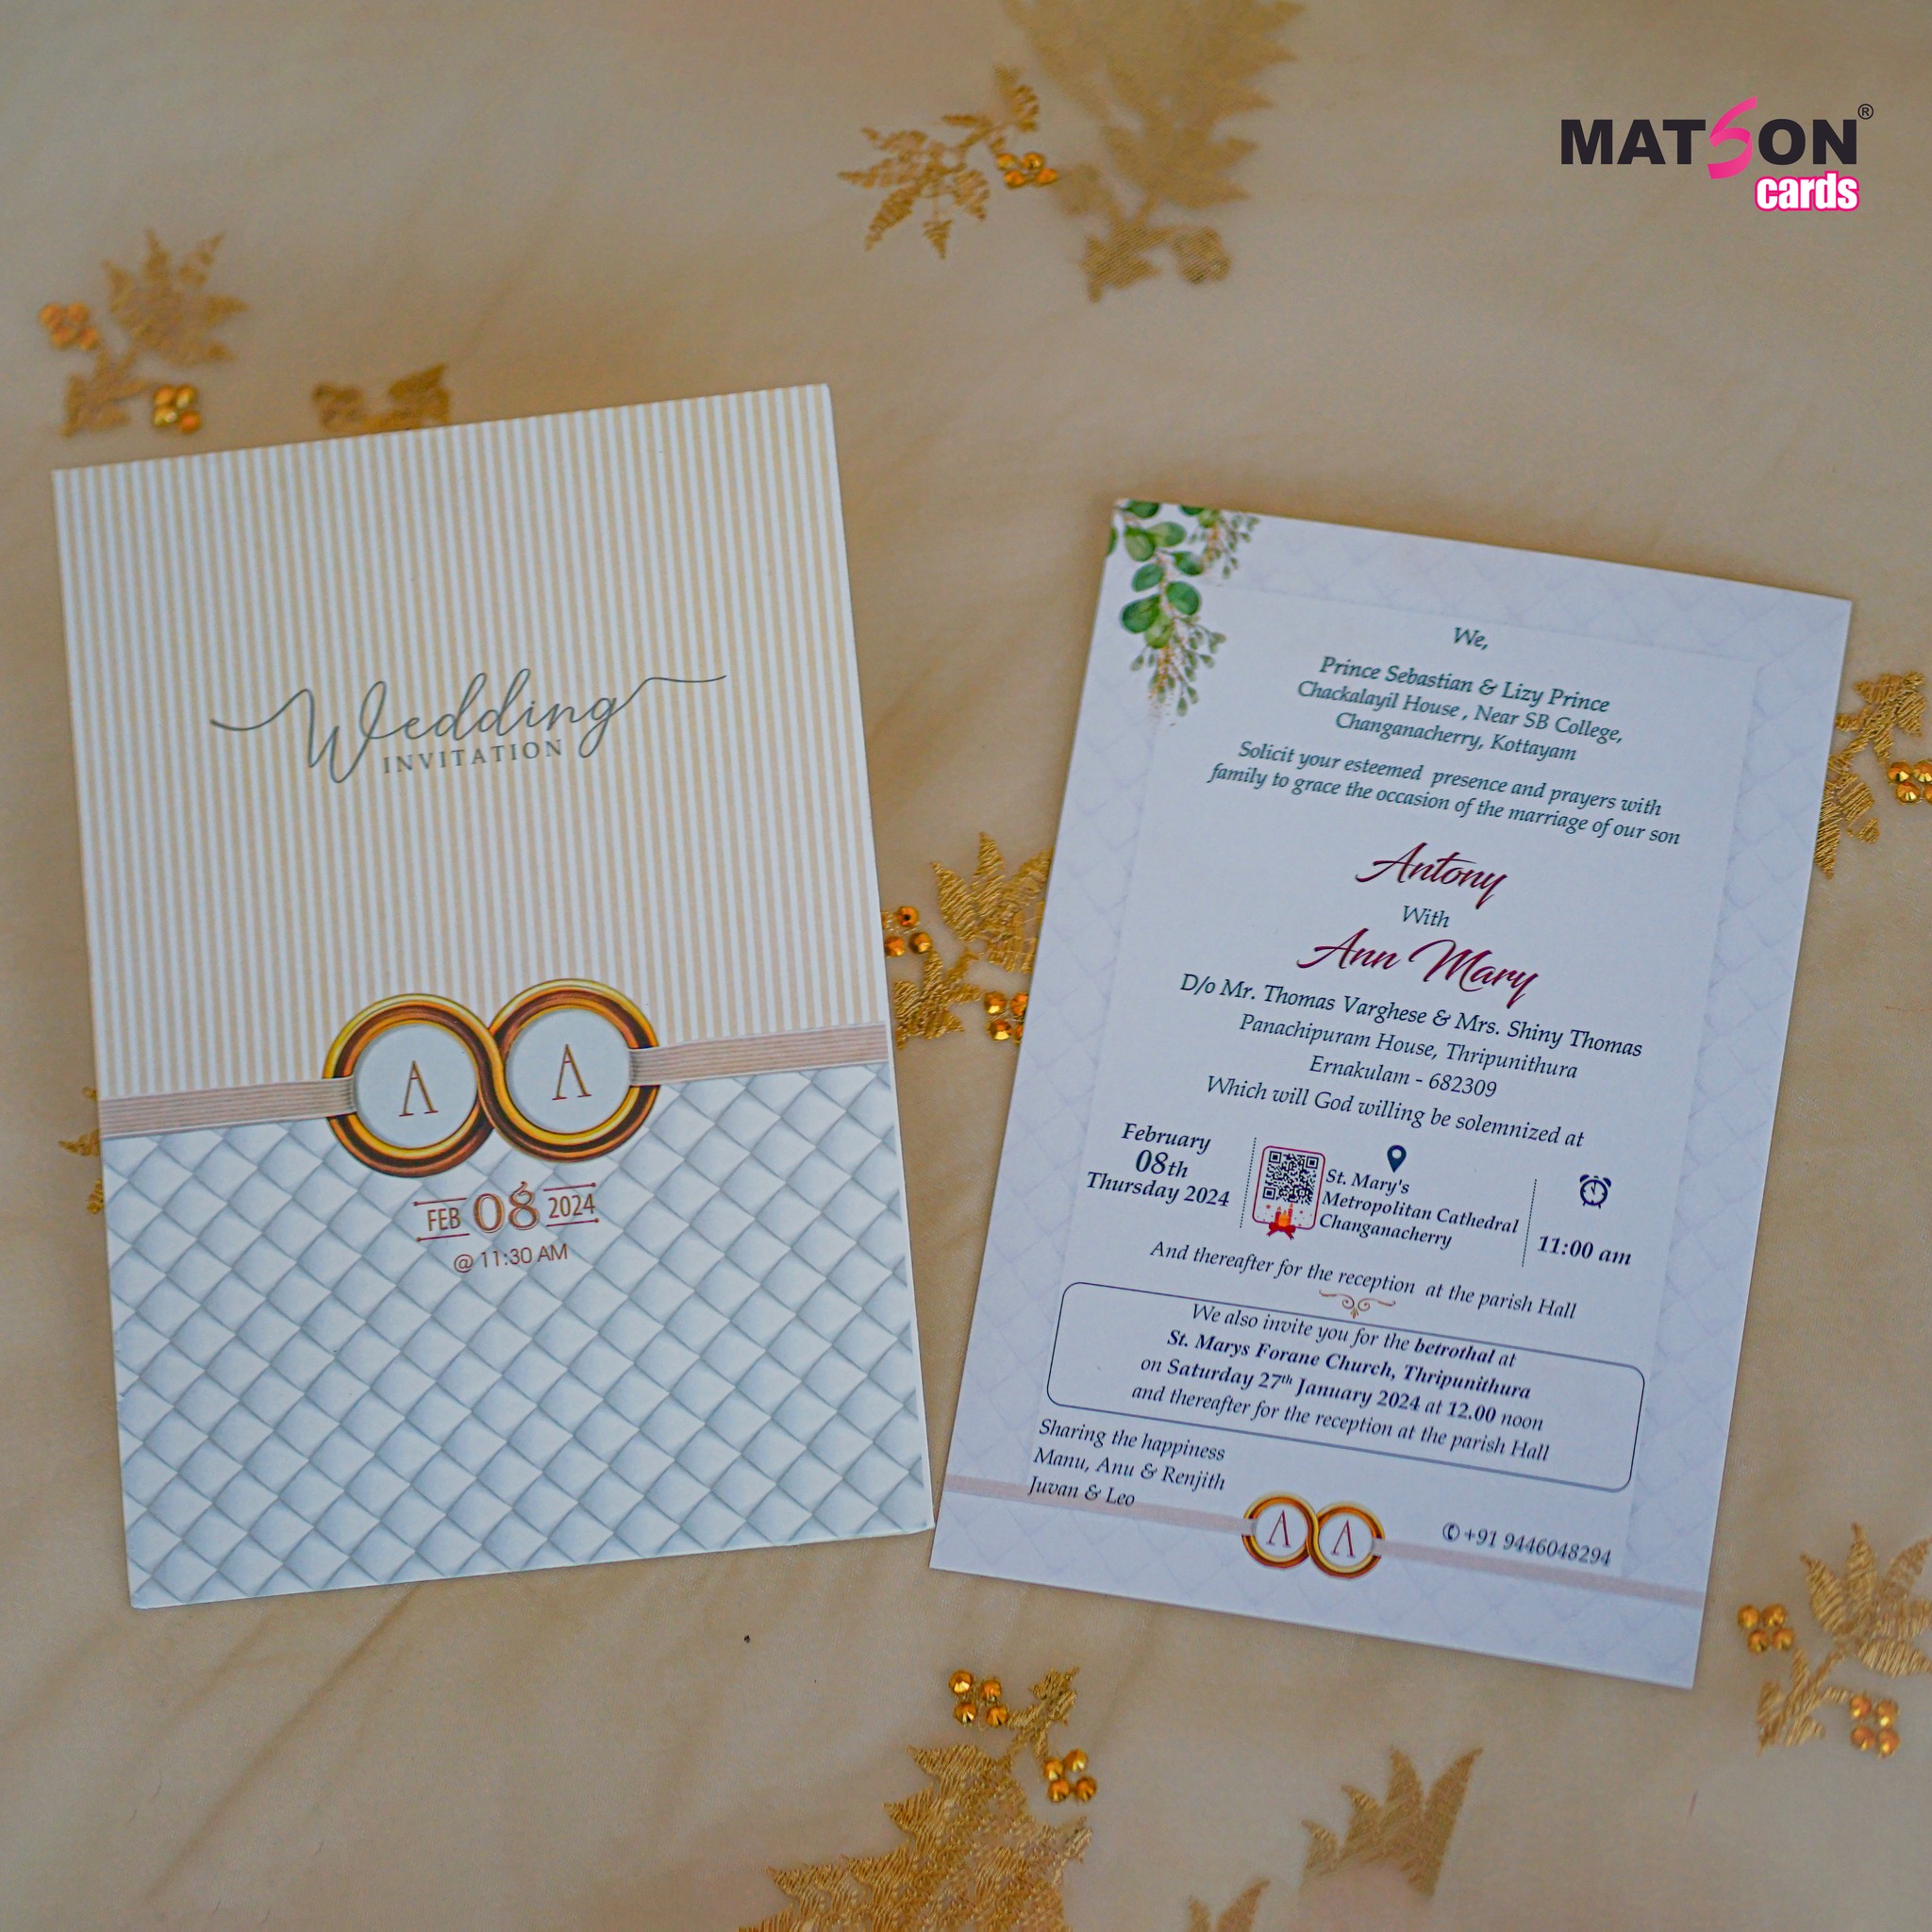 MATSON®
cards
Wedding
INVITATION
A A
FEB 08 2024
@ 11:30 AM
We,
Prince Sebastian & Lizy Prince
Chackalayil House , Near SB College,
Changanacherry, Kottayam
Solicit your esteemed presence and prayers with
family to grace the occasion of the marriage of our son
Antony
With
Ann Mary
D/o Mr. Thomas Varghese & Mrs. Shiny Thomas
Panachipuram House, Thripunithura
Ernakulam - 682309
Which will God willing be solemnized at
February
08th
Thursday 2024
St. Mary's
Metropolitan Cathedral
Changanacherry
11:00 am
And thereafter for the reception at the parish Hall
We also invite you for the betrothal at
St. Marys Forane Church, Thripunithura
on Saturday 27th January 2024 at 12.00 noon
and thereafter for the reception at the parish Hall
Sharing the happiness
Manu, Anu & Renjith
Juvan & Leo
A A
✆ +91 9446048294